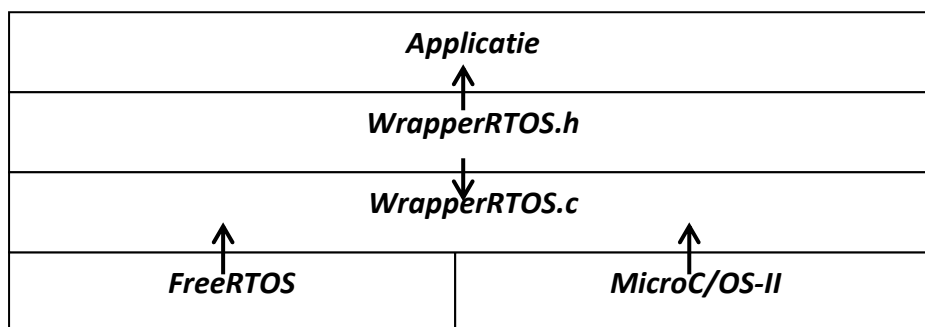 Applicatie
WrapperRTOS.h
WrapperRTOS.c
FreeRTOS
MicroC/OS-II